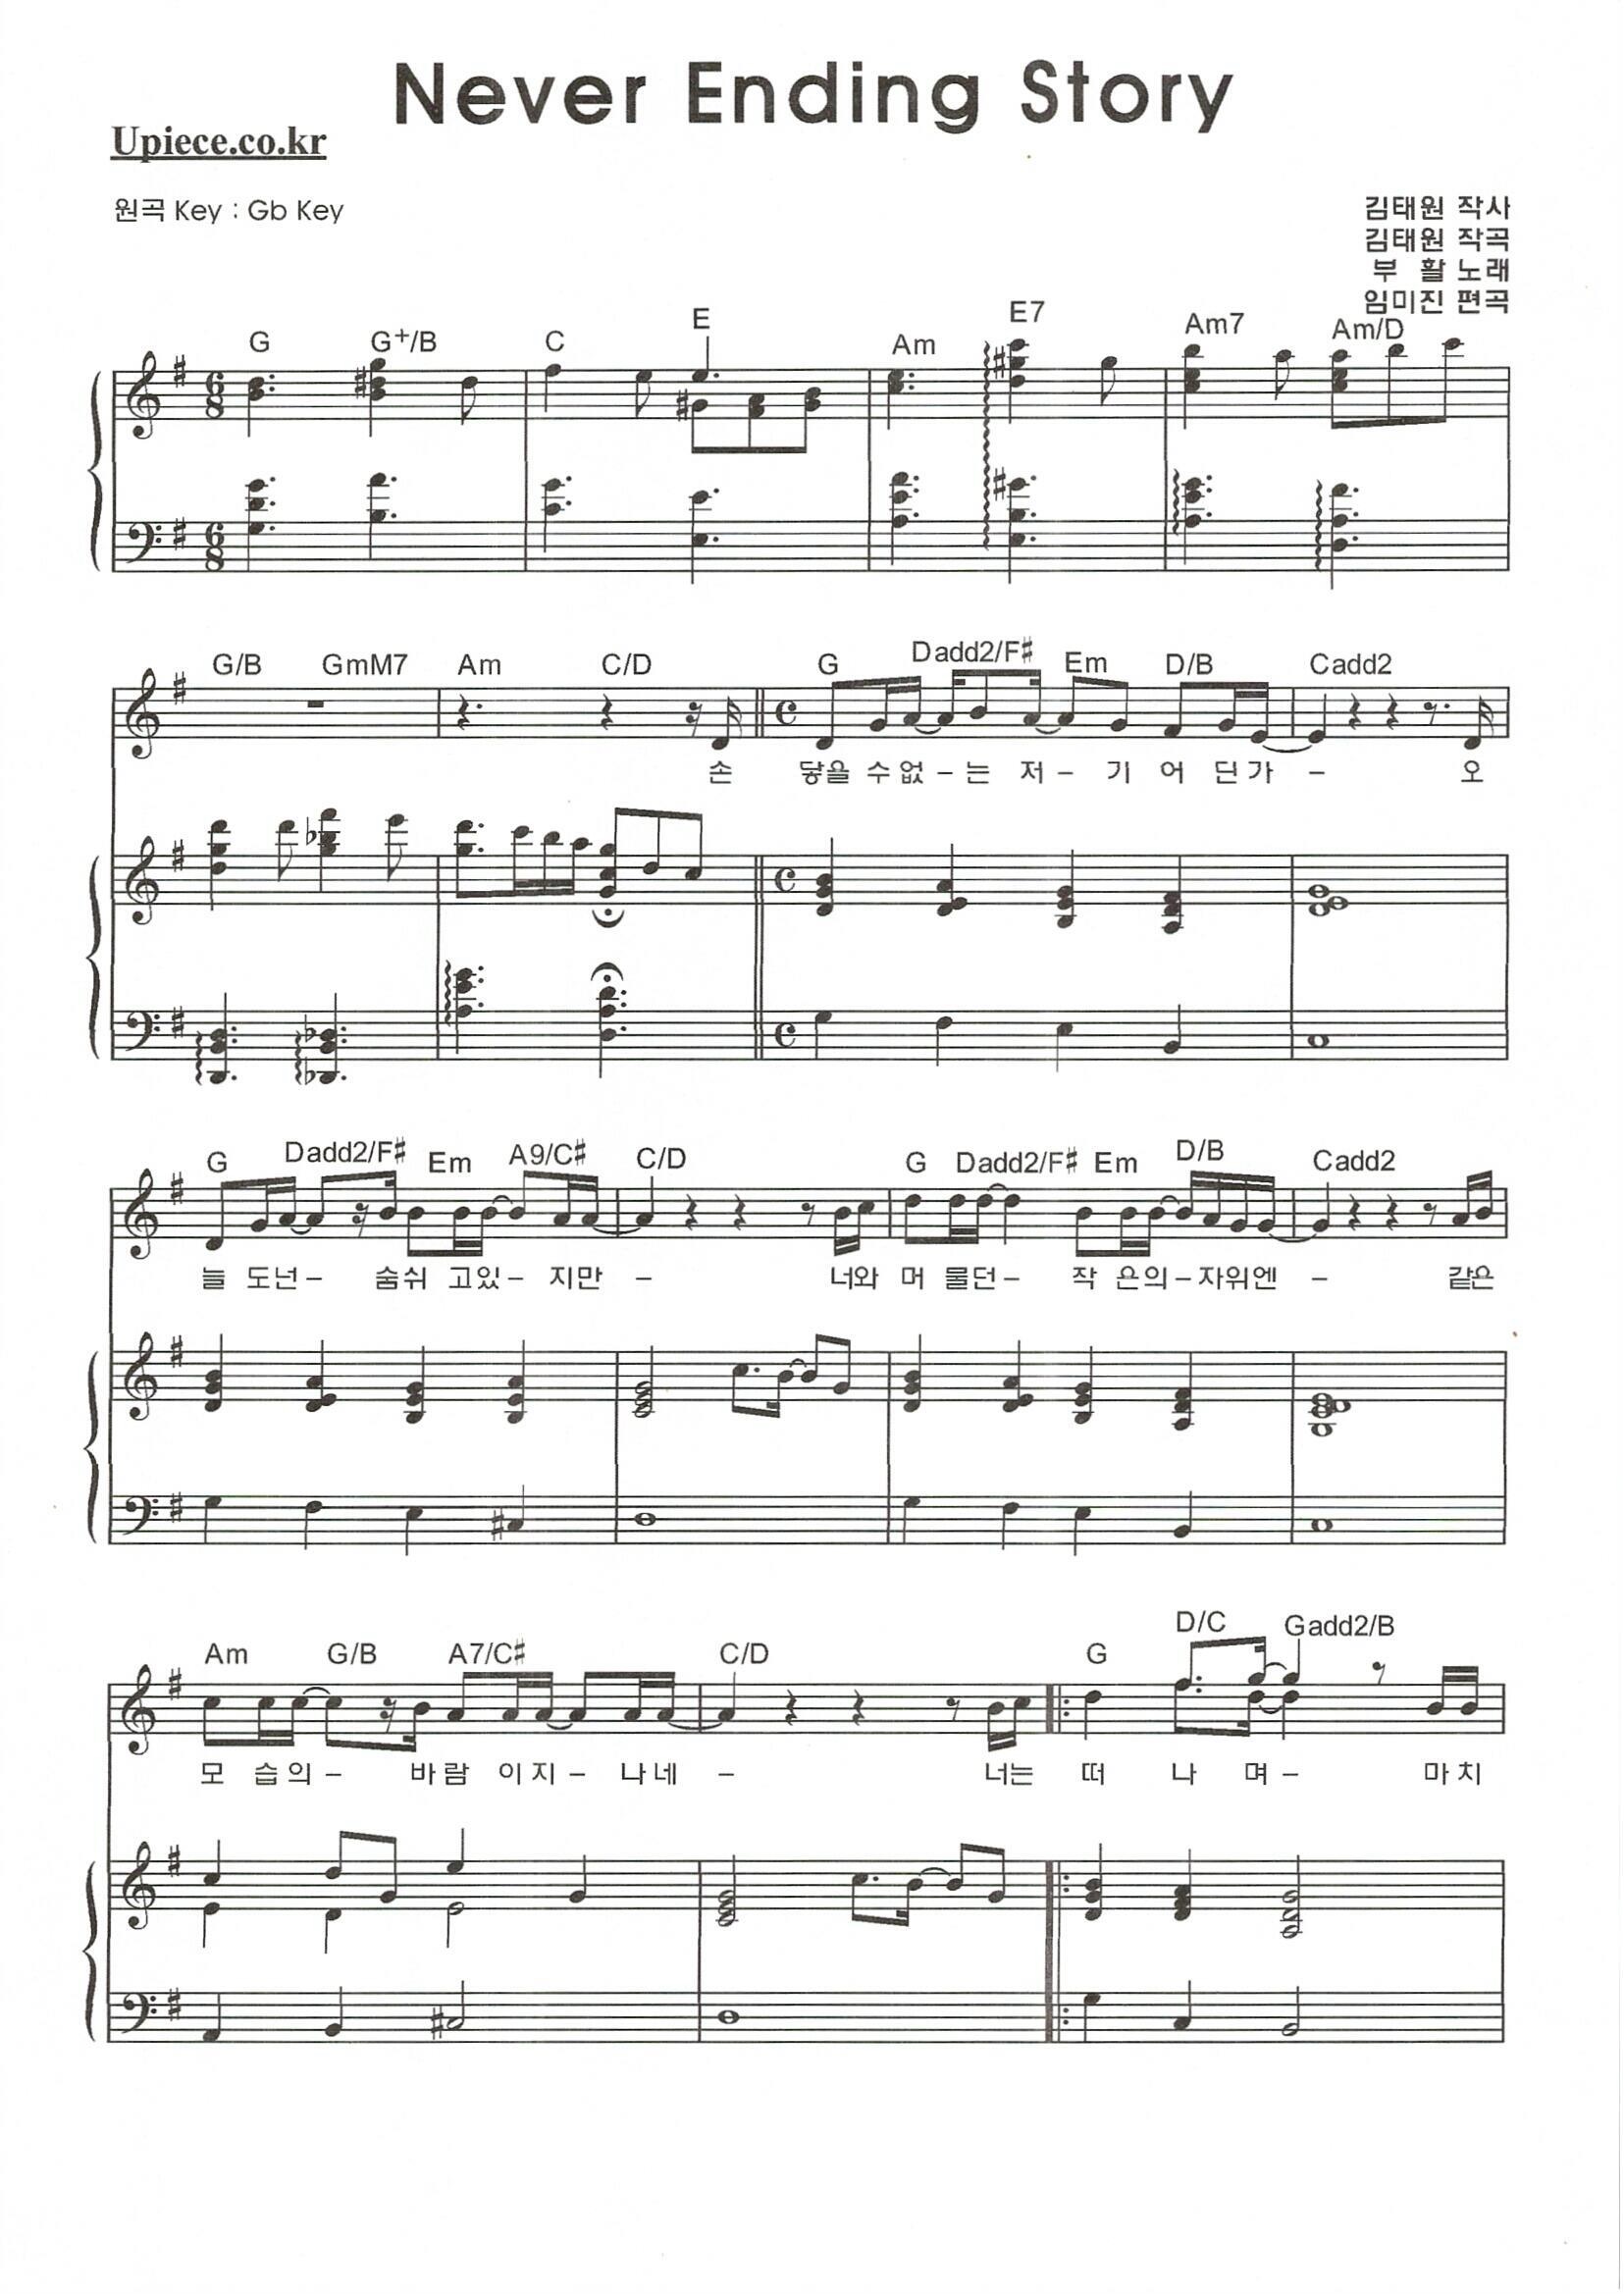 Never Ending Story
Upiece.co.kr
원곡 Key : Gb Key
김태원 작사
김태원 작곡
부 활 노래
임미진 편곡
G G+/B C E Am E7 Am7 Am/D
6 8
6 8
G/B GmM7 Am C/D G Dadd2/F# Em D/B Cadd2
손 닿을 수없 – 는 저 – 기 어 딘가 – 오
G Dadd2/F# Em A9/C# C/D G Dadd2/F# Em D/B Cadd2
늘 도넌 – 숨쉬 고있 – 지만 – 너와 머 물던 – 작 은의 – 자위엔 – 같은
Am G/B A7/C# C/D G D/C Gadd2/B
모 습의 – 바람 이지 – 나네 – 너는 떠 나 며 – 마치